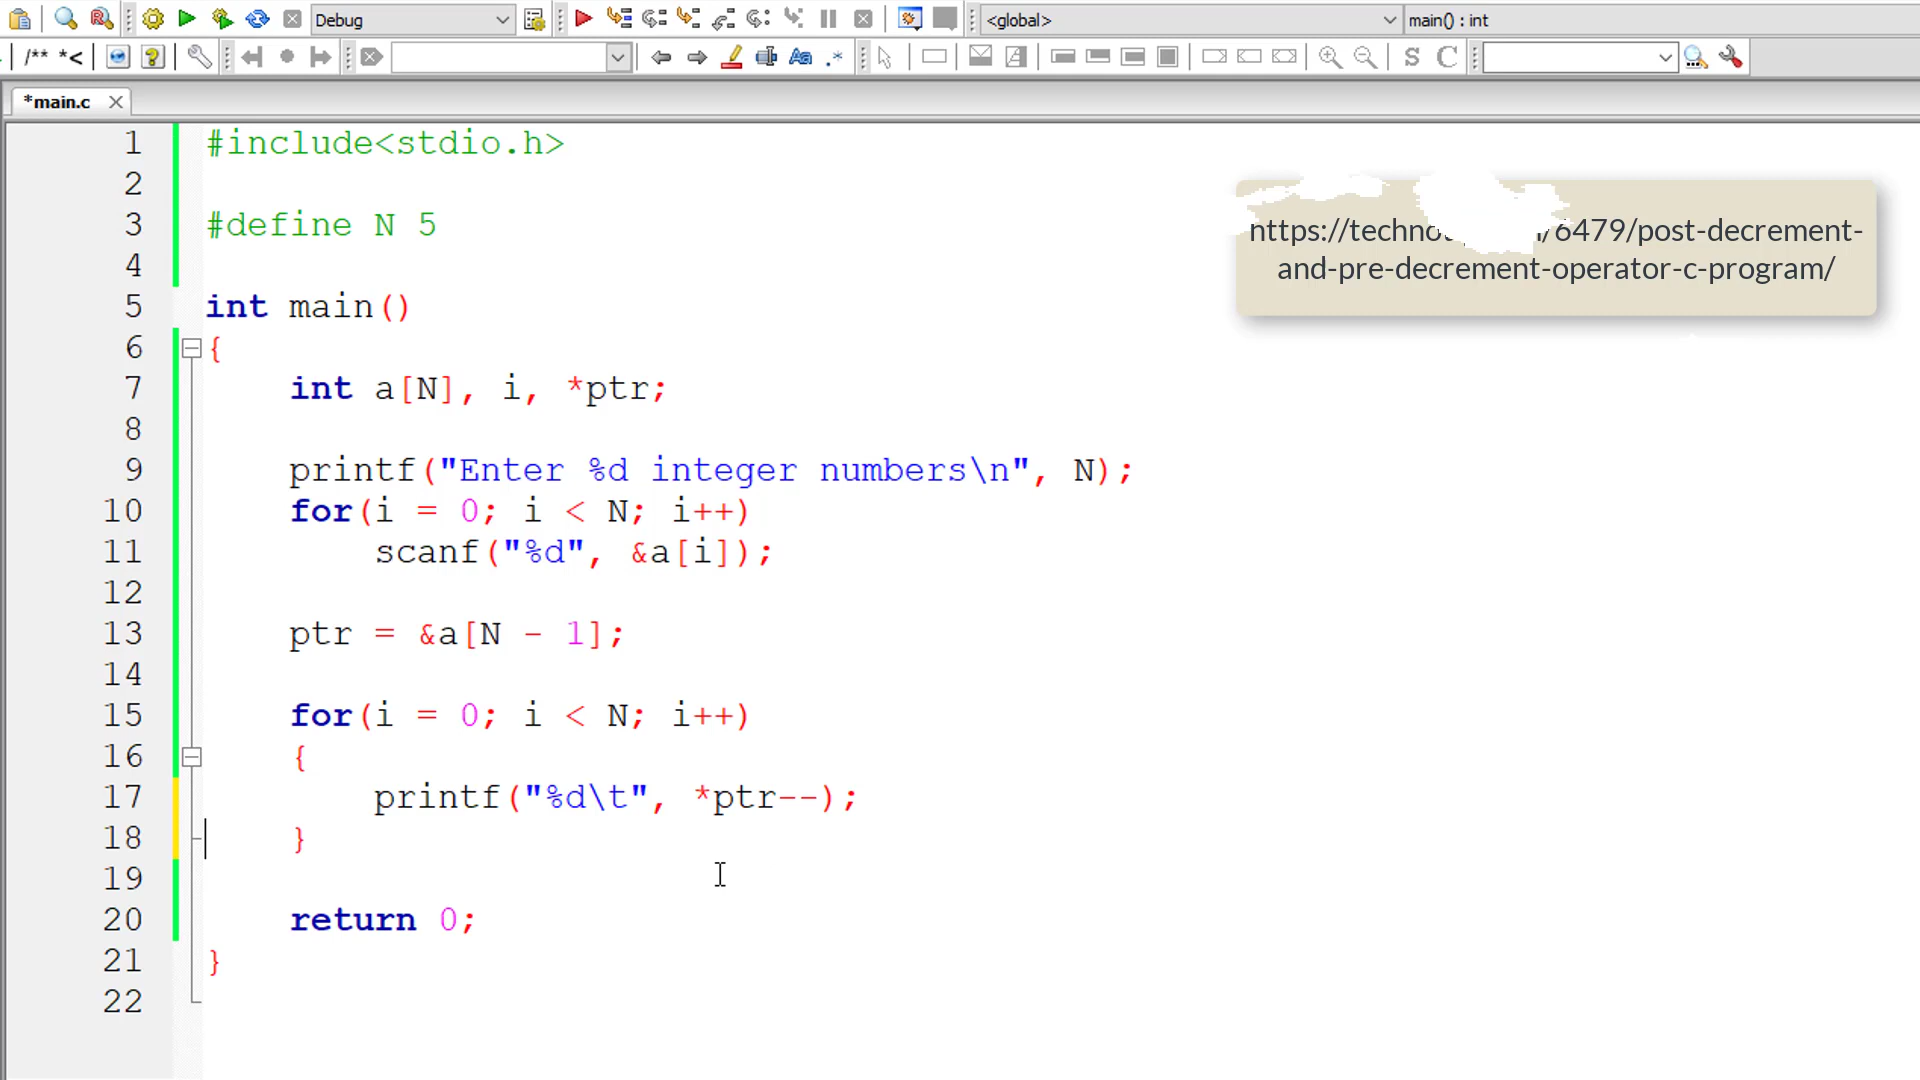 Debug
<global>
main() : int
/** *<
Aa
.*
S C
*main.c
1 #include<stdio.h>
2
3 #define N 5
4
5 int main()
6 {
7 int a[N], i, *ptr;
8
9 printf("Enter %d integer numbers\n", N);
10 for(i = 0; i < N; i++)
11 scanf("%d", &a[i]);
12
13 ptr = &a[N - 1];
14
15 for(i = 0; i < N; i++)
16 {
17 printf("%d\t", *ptr--);
18 }
19
20 return 0;
21 }
22
/6479/post-decrement-
and-pre-decrement-operator-c-program/